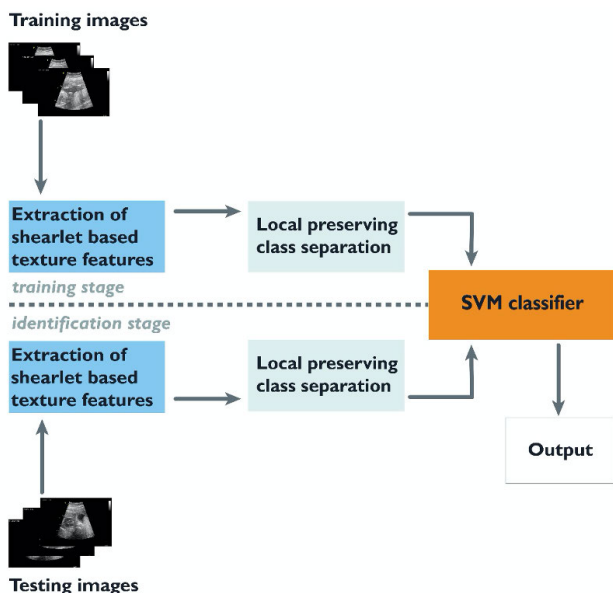 Training images
Extraction of
shearlet based
texture features
Local preserving
class separation
training stage
SVM classifier
identification stage
Extraction of
shearlet based
texture features
Local preserving
class separation
Output
Testing images